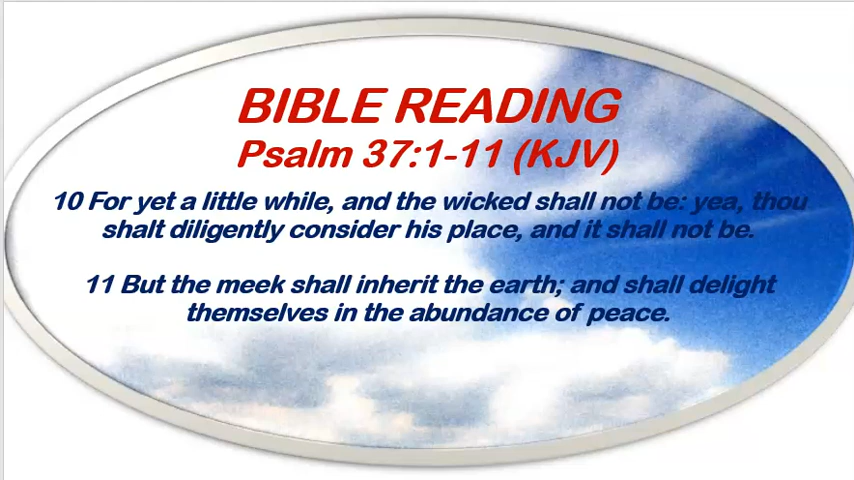 BIBLE READING
Psalm 37:1-11 (KJV)
10 For yet a little while, and the wicked shall not be: yea, thou
shalt diligently consider his place, and it shall not be.
11 But the meek shall inherit the earth; and shall delight
themselves in the abundance of peace.